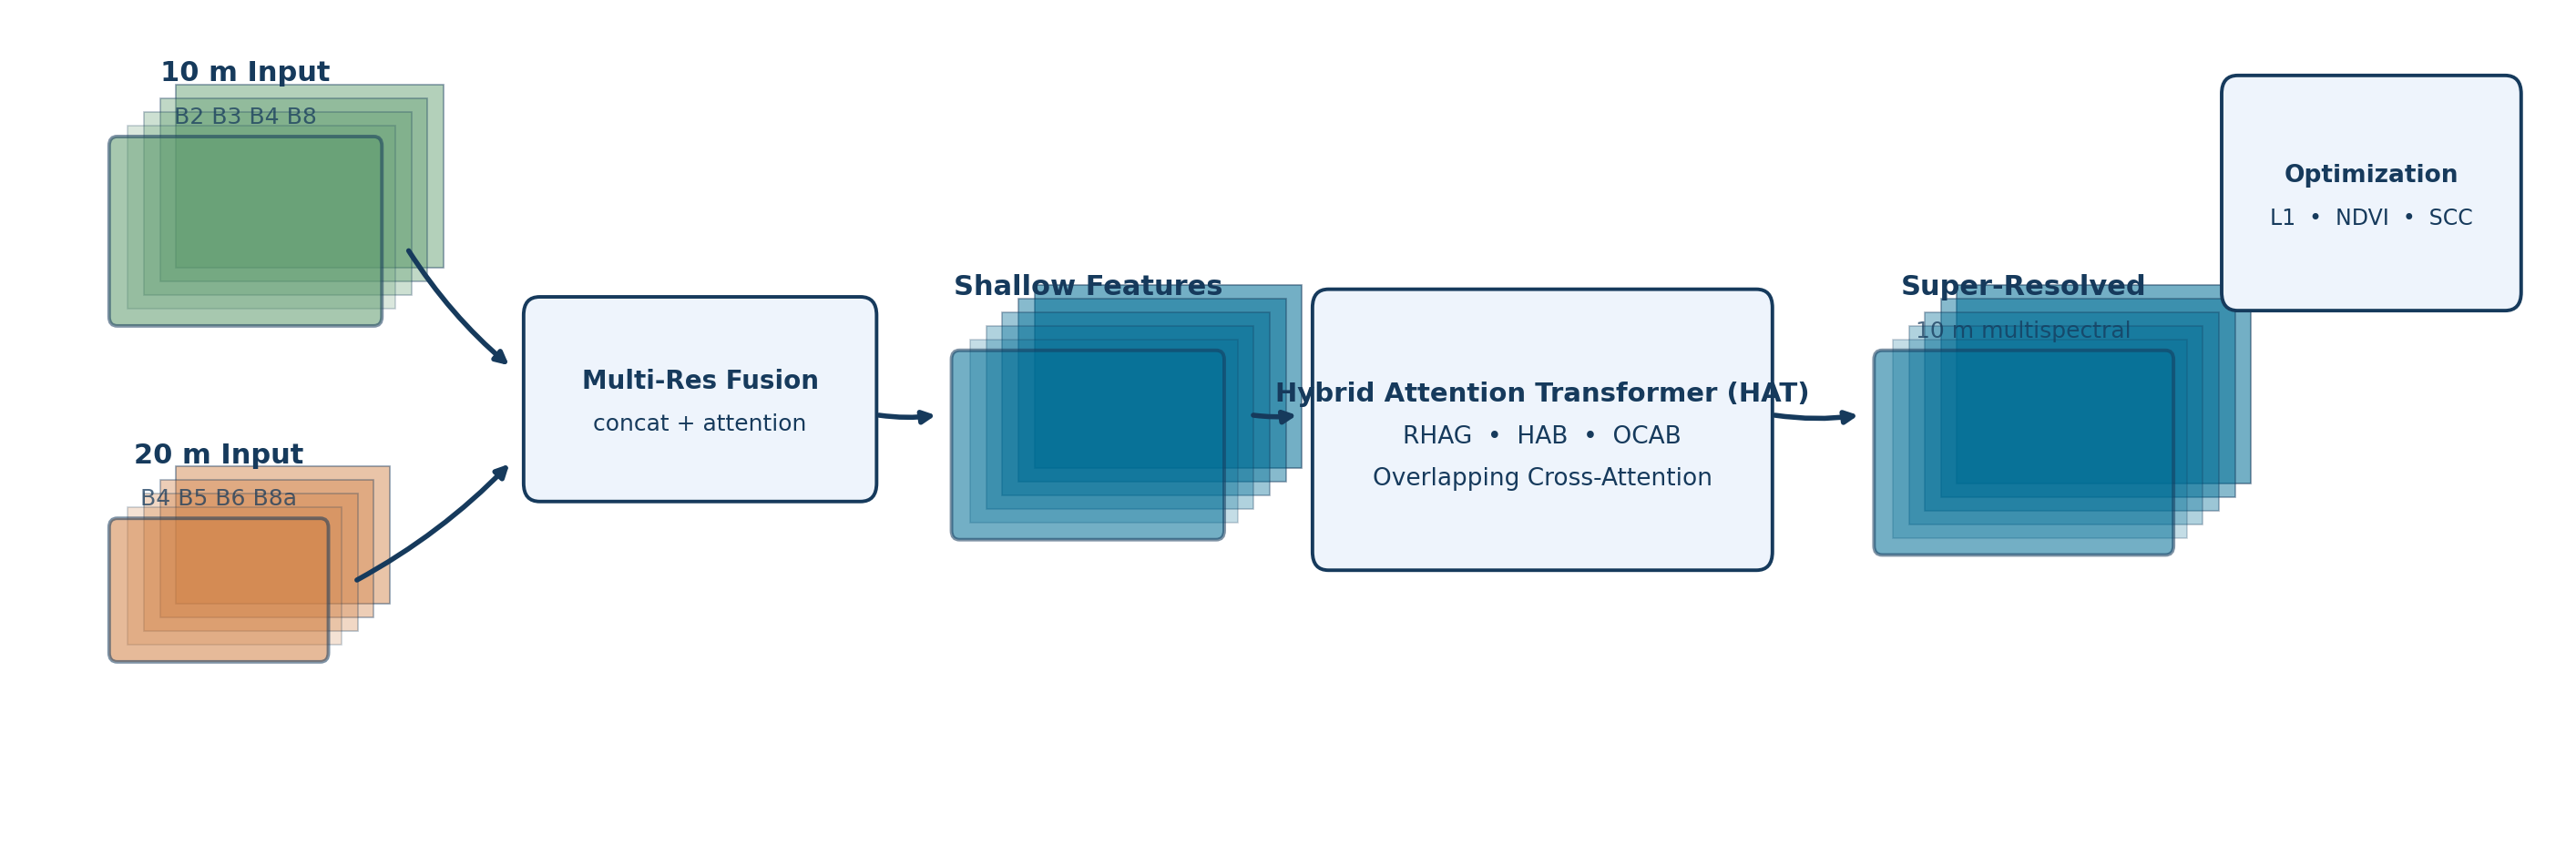 10 m Input
B2 B3 B4 B8
20 m Input
B4 B5 B6 B8a
Multi-Res Fusion
concat + attention
Shallow Features
Hybrid Attention Transformer (HAT)
RHAG • HAB • OCAB
Overlapping Cross-Attention
Super-Resolved
10 m multispectral
Optimization
L1 • NDVI • SCC